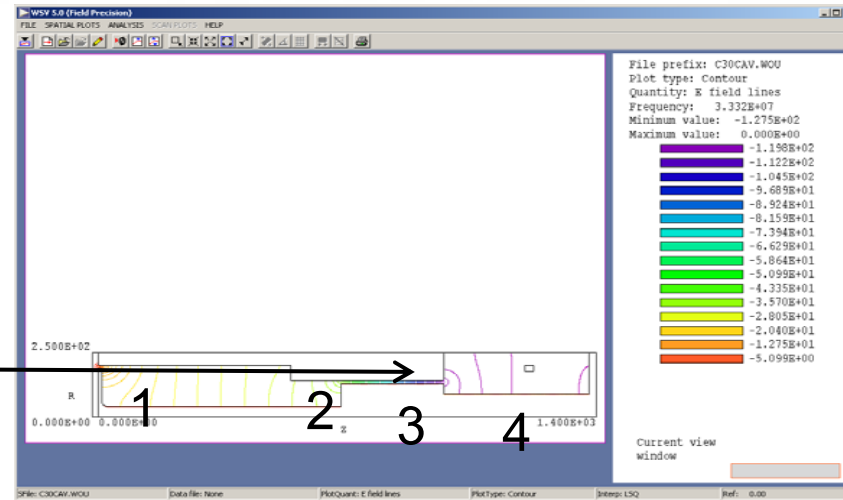 WSV 5.0 (Field Precision)
FILE SPATIAL PLOTS ANALYSIS SCAN PLOTS HELP
File prefix: C30CAV.WOU
Plot type: Contour
Quantity: E field lines
Frequency: 3.332E+07
Minimum value: -1.275E+02
Maximum value: 0.000E+00
-1.198E+02
-1.122E+02
-1.045E+02
-9.689E+01
-8.924E+01
-8.159E+01
-7.394E+01
-6.629E+01
-5.864E+01
-5.099E+01
-4.335E+01
-3.570E+01
-2.805E+01
-2.040E+01
-1.275E+01
-5.099E+00
2.500E+02
R
1 2 3 4
0.000E+00 0.000E+00 Z 1.400E+03
Current view
window
SFile: C30CAV.WOU Data file: None PlotQuant: E field lines PlotType: Contour Interp: LSQ Ref: 0.00